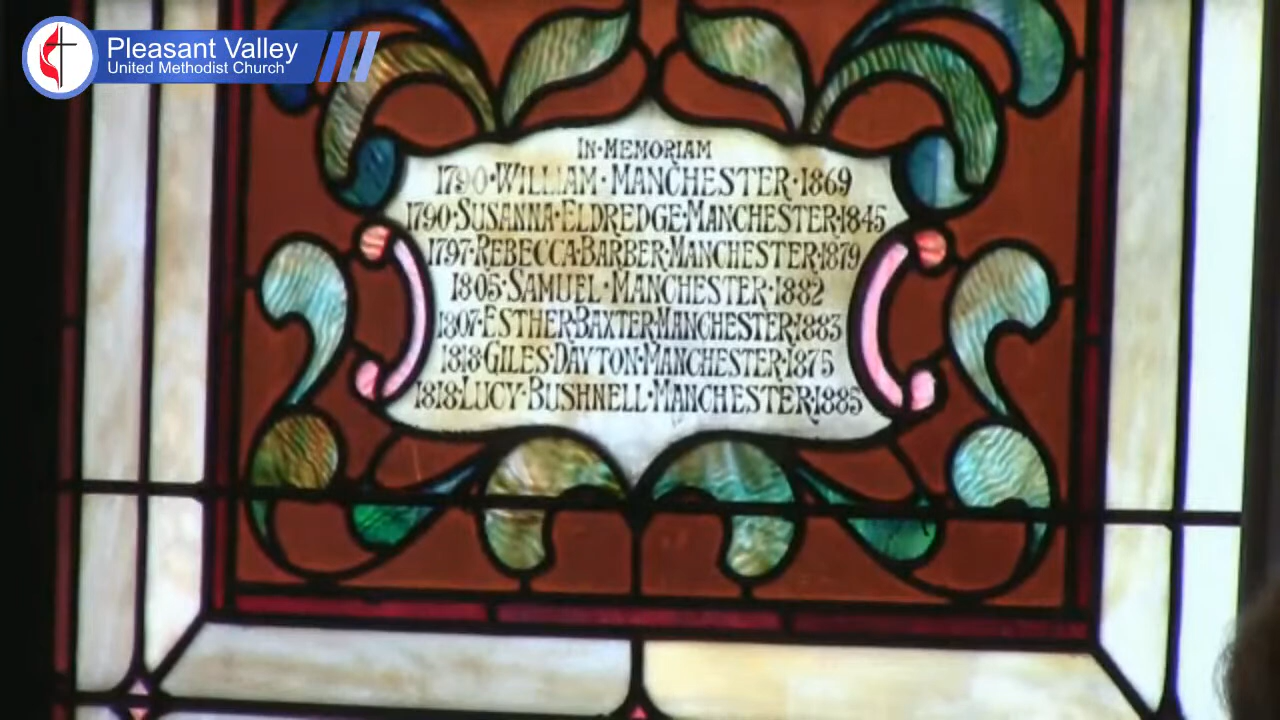 Pleasant Valley
United Methodist Church
IN·MEMORIAM
1790·WILLIAM·MANCHESTER·1869
1790·SUSANNA·ELDREDGE·MANCHESTER·1845
1797·REBECCA·BARBER·MANCHESTER·1879
1805·SAMUEL·MANCHESTER·1882
1807·ESTHER·BAXTER·MANCHESTER·1883
1818·GILES·DAYTON·MANCHESTER·1875
1818·LUCY·BUSHNELL·MANCHESTER·1885